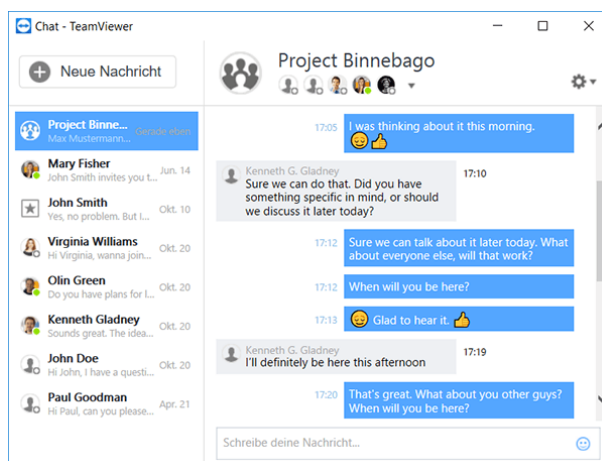 Chat - TeamViewer
Neue Nachricht
Project Binne...
Max Mustermann...
Gerade eben
Mary Fisher
John Smith invites you t...
Jun. 14
John Smith
Yes, no problem. But I...
Okt. 10
Virginia Williams
Hi Virginia, wanna join...
Okt. 20
Olin Green
Do you have plans for l...
Okt. 20
Kenneth Gladney
Sounds great. The idea...
Okt. 20
John Doe
Hi John, I have a questi...
Okt. 20
Paul Goodman
Hi Paul, can you please...
Apr. 21
Project Binnebago
17:05
I was thinking about it this morning.
😌👍
Kenneth G. Gladney
17:10
Sure we can do that. Did you have
something specific in mind, or should
we discuss it later today?
17:12
Sure we can talk about it later today. What
about everyone else, will that work?
17:12
When will you be here?
17:13
😌 Glad to hear it. 👍
Kenneth G. Gladney
17:19
I'll definitely be here this afternoon
17:20
That's great. What about you other guys?
When will you be here?
Schreibe deine Nachricht...